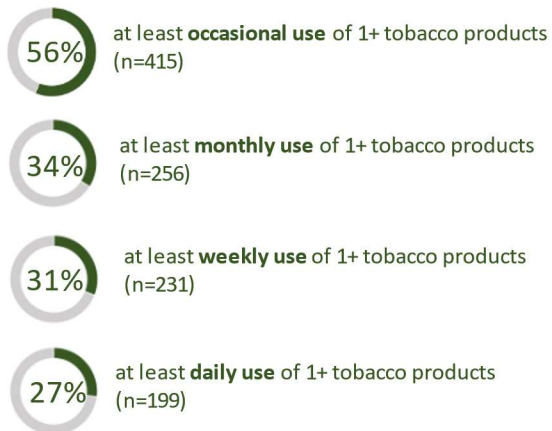 56%
at least occasional use of 1+ tobacco products
(n=415)
34%
at least monthly use of 1+ tobacco products
(n=256)
31%
at least weekly use of 1+ tobacco products
(n=231)
27%
at least daily use of 1+ tobacco products
(n=199)